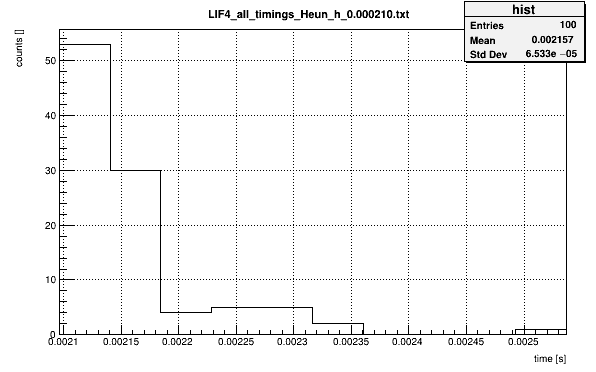 LIF4_all_timings_Heun_h_0.000210.txt
hist
Entries 100
Mean 0.002157
Std Dev 6.533e −05
counts []
50
40
30
20
10
0
0.0021 0.00215 0.0022 0.00225 0.0023 0.00235 0.0024 0.00245 0.0025
time [s]